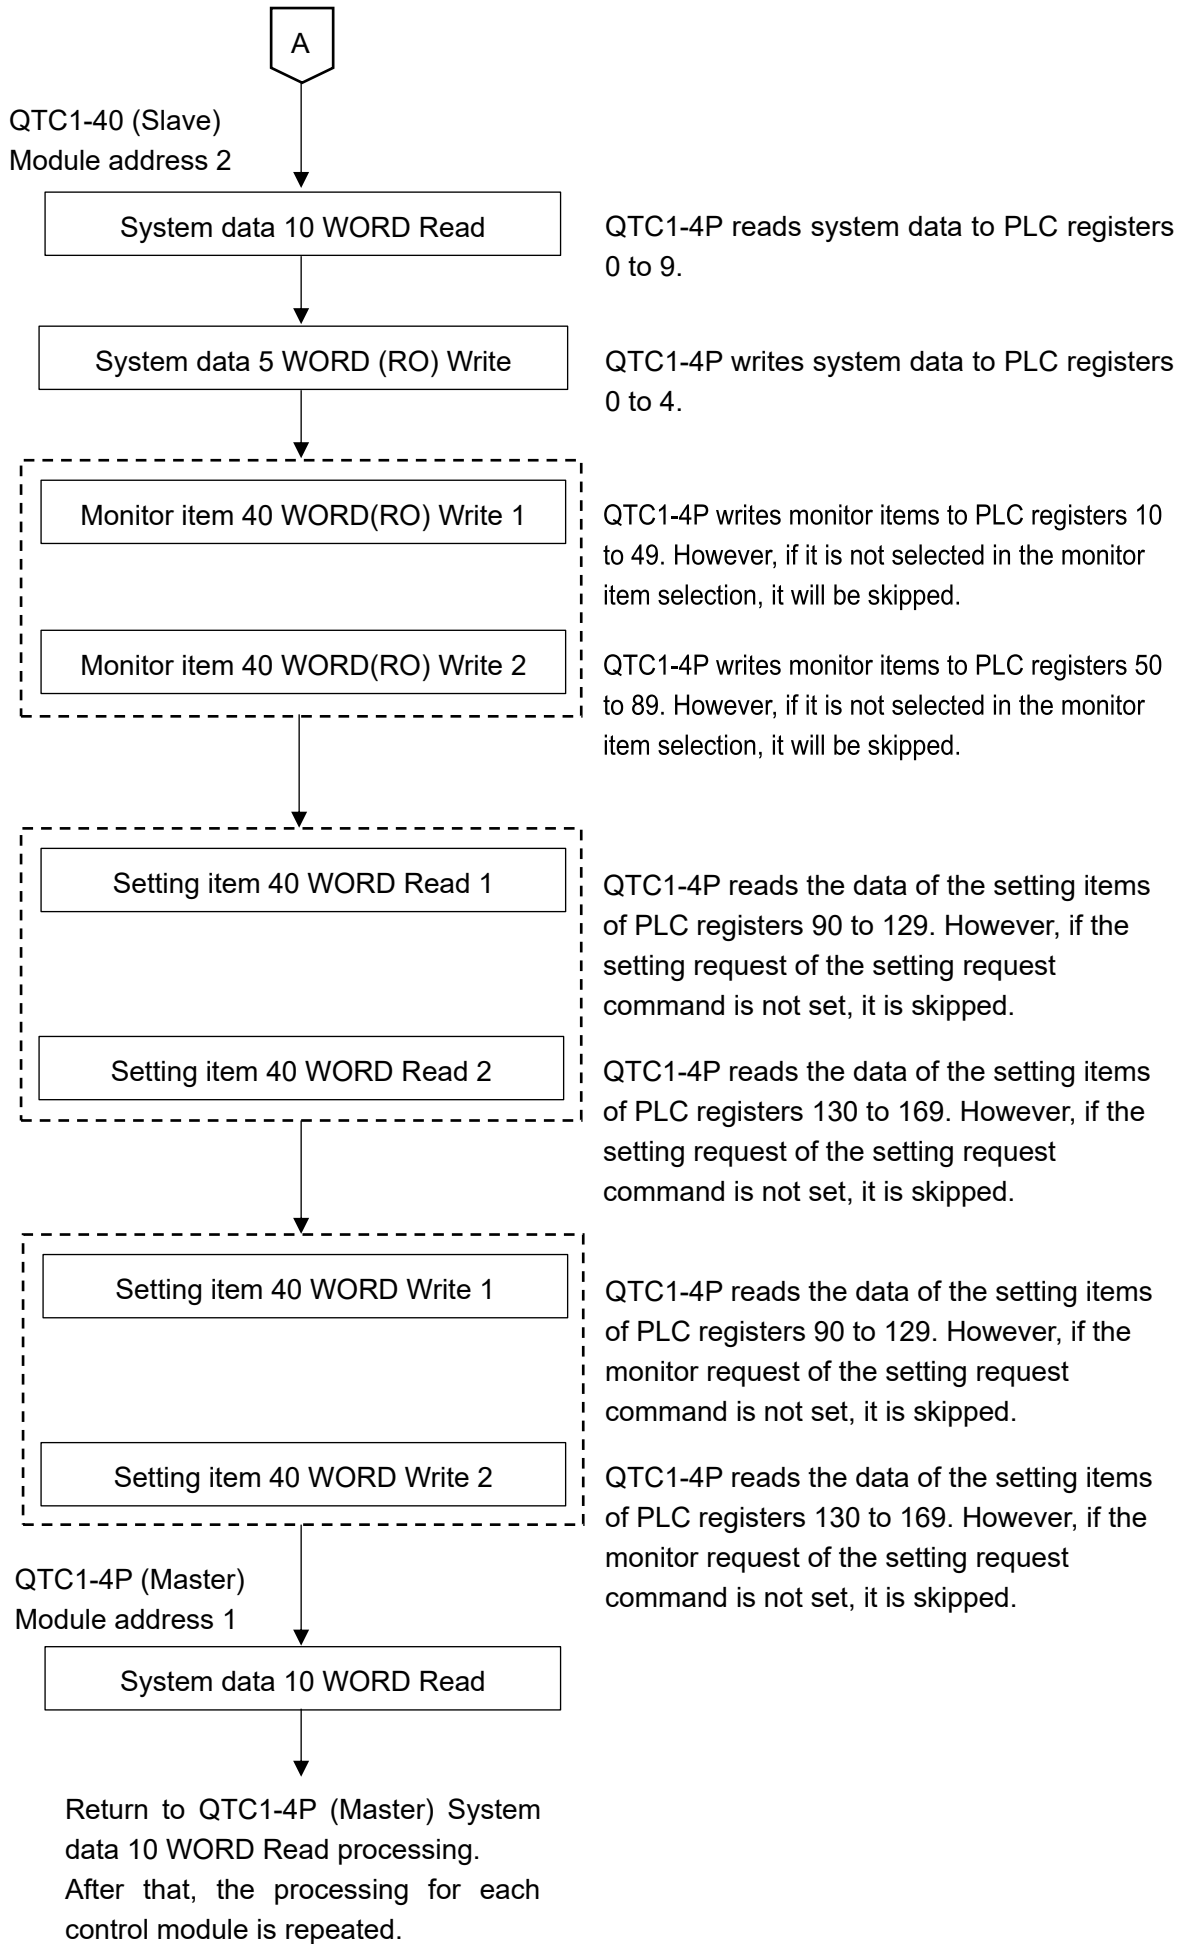 A
QTC1-40 (Slave)
Module address 2
System data 10 WORD Read
QTC1-4P reads system data to PLC registers
0 to 9.
System data 5 WORD (RO) Write
QTC1-4P writes system data to PLC registers
0 to 4.
Monitor item 40 WORD(RO) Write 1
QTC1-4P writes monitor items to PLC registers 10
to 49. However, if it is not selected in the monitor
item selection, it will be skipped.
Monitor item 40 WORD(RO) Write 2
QTC1-4P writes monitor items to PLC registers 50
to 89. However, if it is not selected in the monitor
item selection, it will be skipped.
Setting item 40 WORD Read 1
QTC1-4P reads the data of the setting items
of PLC registers 90 to 129. However, if the
setting request of the setting request
command is not set, it is skipped.
Setting item 40 WORD Read 2
QTC1-4P reads the data of the setting items
of PLC registers 130 to 169. However, if the
setting request of the setting request
command is not set, it is skipped.
Setting item 40 WORD Write 1
QTC1-4P reads the data of the setting items
of PLC registers 90 to 129. However, if the
monitor request of the setting request
command is not set, it is skipped.
Setting item 40 WORD Write 2
QTC1-4P reads the data of the setting items
of PLC registers 130 to 169. However, if the
monitor request of the setting request
command is not set, it is skipped.
QTC1-4P (Master)
Module address 1
System data 10 WORD Read
Return to QTC1-4P (Master) System
data 10 WORD Read processing.
After that, the processing for each
control module is repeated.